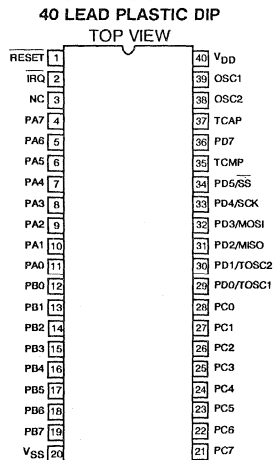 40 LEAD PLASTIC DIP
TOP VIEW
RESET 1 40 VDD
IRQ 2 39 OSC1
NC 3 38 OSC2
PA7 4 37 TCAP
PA6 5 36 PD7
PA5 6 35 TCMP
PA4 7 34 PD5/SS
PA3 8 33 PD4/SCK
PA2 9 32 PD3/MOSI
PA1 10 31 PD2/MISO
PA0 11 30 PD1/TOSC2
PB0 12 29 PD0/TOSC1
PB1 13 28 PC0
PB2 14 27 PC1
PB3 15 26 PC2
PB4 16 25 PC3
PB5 17 24 PC4
PB6 18 23 PC5
PB7 19 22 PC6
VSS 20 21 PC7